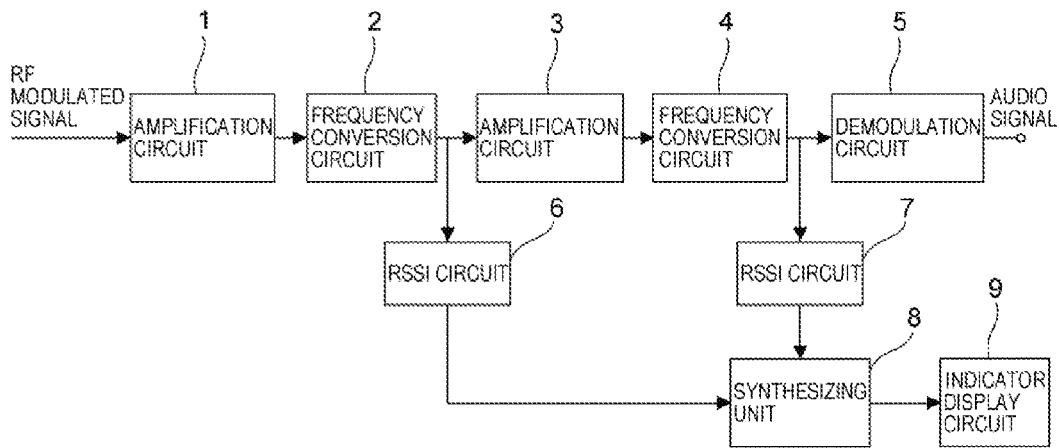 1
2
3
4
5
RF
MODULATED
SIGNAL
AMPLIFICATION
CIRCUIT
FREQUENCY
CONVERSION
CIRCUIT
AMPLIFICATION
CIRCUIT
FREQUENCY
CONVERSION
CIRCUIT
DEMODULATION
CIRCUIT
AUDIO
SIGNAL
6
7
RSSI CIRCUIT
RSSI CIRCUIT
8
9
SYNTHESIZING
UNIT
INDICATOR
DISPLAY
CIRCUIT